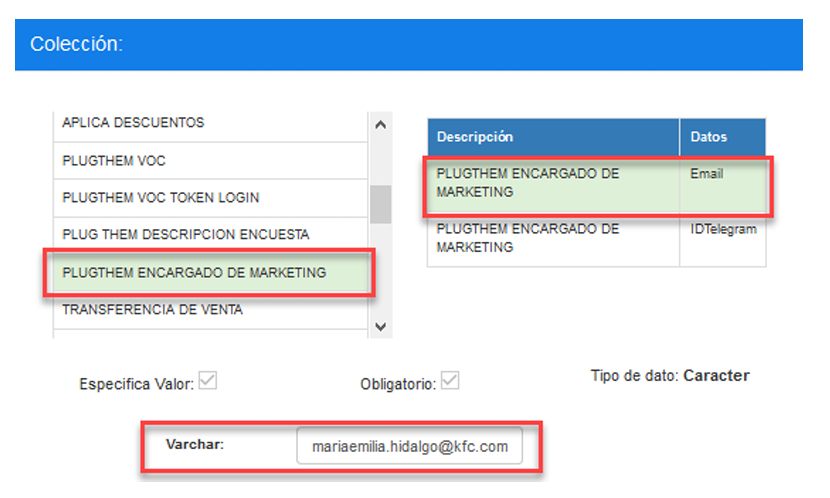 Colección:
APLICA DESCUENTOS
PLUGTHEM VOC
PLUGTHEM VOC TOKEN LOGIN
PLUG THEM DESCRIPCION ENCUESTA
PLUGTHEM ENCARGADO DE MARKETING
TRANSFERENCIA DE VENTA
Descripción Datos
PLUGTHEM ENCARGADO DE Email
MARKETING
PLUGTHEM ENCARGADO DE IDTelegram
MARKETING
Especifica Valor: Obligatorio: Tipo de dato: Caracter
Varchar: mariaemilia.hidalgo@kfc.com